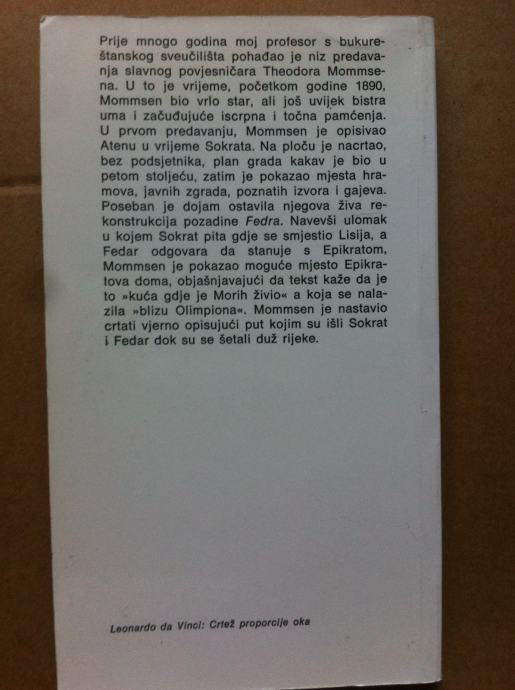 Prije mnogo godina moj profesor s bukure-
štanskog sveučilišta pohađao je niz predava-
nja slavnog povjesničara Theodora Mommse-
na. U to je vrijeme, početkom godine 1890,
Mommsen bio vrlo star, ali još uvijek bistra
uma i začuđujuće iscrpna i točna pamćenja.
U prvom predavanju, Mommsen je opisivao
Atenu u vrijeme Sokrata. Na ploču je nacrtao,
bez podsjetnika, plan grada kakav je bio u
petom stoljeću, zatim je pokazao mjesta hra-
mova, javnih zgrada, poznatih izvora i gajeva.
Poseban je dojam ostavila njegova živa re-
konstrukcija pozadine Fedra. Navevši ulomak
u kojem Sokrat pita gdje se smjestio Lisija, a
Fedar odgovara da stanuje s Epikratom,
Mommsen je pokazao moguće mjesto Epikra-
tova doma, objašnjavajući da tekst kaže da je
to »kuća gdje je Morih živio« a koja se nala-
zila »blizu Olimpiona«. Mommsen je nastavio
crtati vjerno opisujući put kojim su išli Sokrat
i Fedar dok su se šetali duž rijeke.
Leonardo da Vinci: Crtež proporcije oka